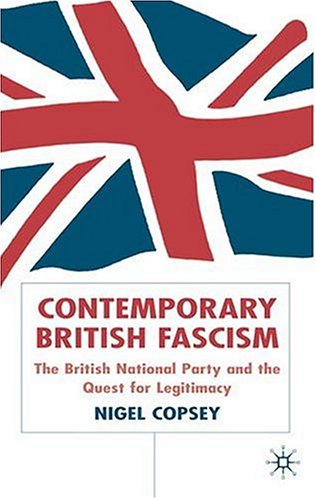 CONTEMPORARY
BRITISH FASCISM
The British National Party and the
Quest for Legitimacy
NIGEL COPSEY